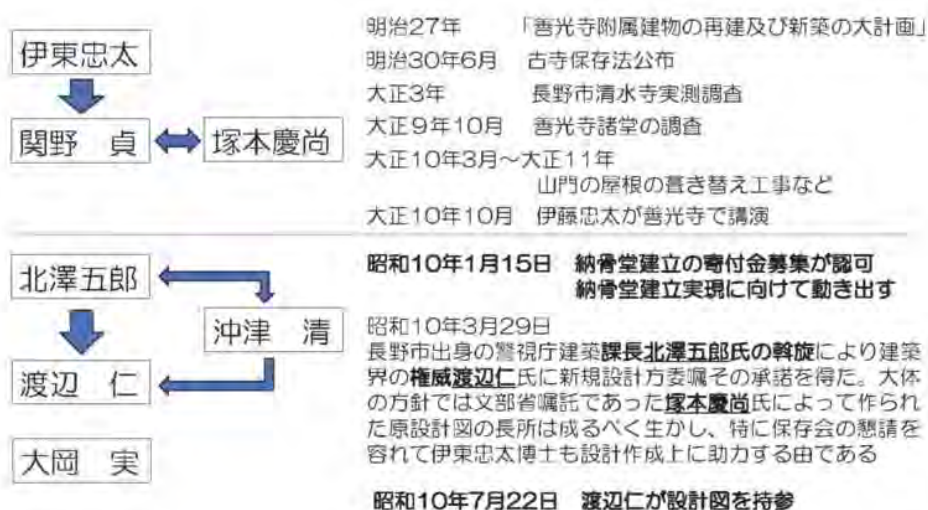 伊東忠太
関野 貞
塚本慶尚
明治27年 「善光寺附属建物の再建及び新築の大計画」
明治30年6月 古寺保存法公布
大正3年 長野市清水寺実測調査
大正9年10月 善光寺諸堂の調査
大正10年3月～大正11年
山門の屋根の葺き替え工事など
大正10年10月 伊藤忠太が善光寺で講演
北澤五郎
沖津 清
渡辺 仁
大岡 実
昭和10年1月15日 納骨堂建立の寄付金募集が認可
納骨堂建立実現に向けて動き出す
昭和10年3月29日
長野市出身の警視庁建築課長北澤五郎氏の斡旋により建築
界の権威渡辺仁氏に新規設計方委嘱その承諾を得た。大体
の方針では文部省嘱託であった塚本慶尚氏によって作られ
た原設計図の長所は成るべく生かし、特に保存会の懇請を
容れて伊東忠太博士も設計作成上に助力する由である
昭和10年7月22日 渡辺仁が設計図を持参